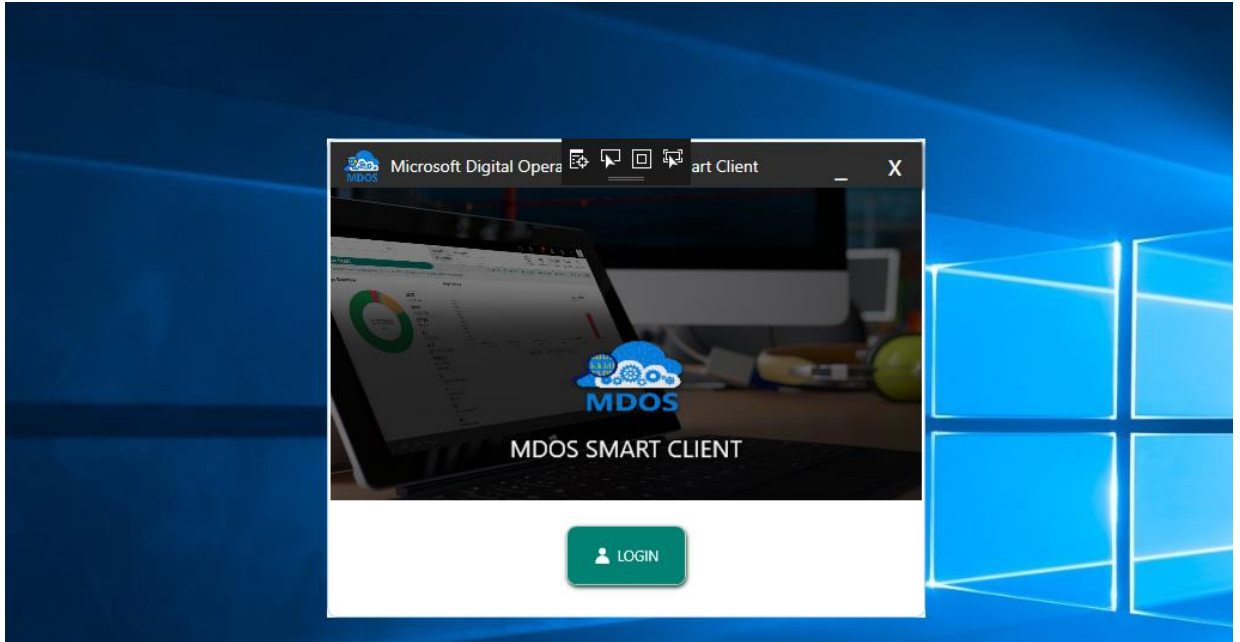 MDOS
Microsoft Digital Opera art Client _ X
MDOS
MDOS SMART CLIENT
LOGIN